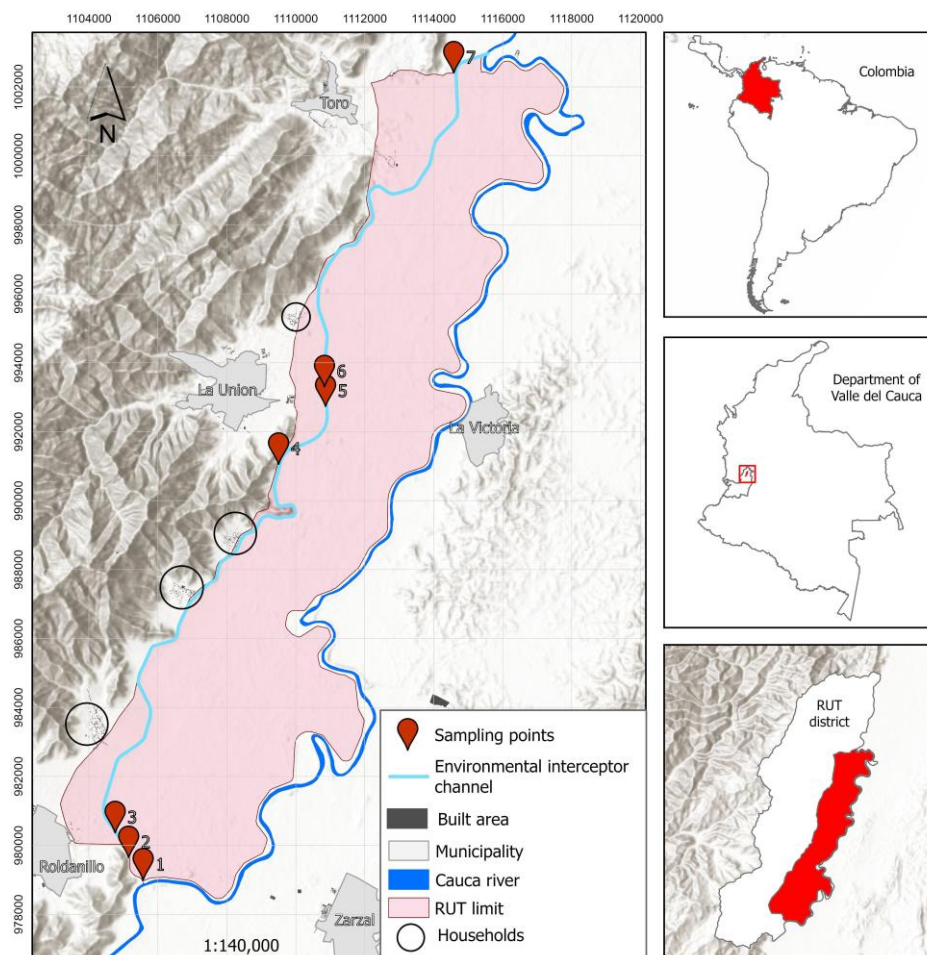 1104000 1106000 1108000 1110000 1112000 1114000 1116000 1118000 1120000
1002000
1000000
998000
996000
994000
992000
990000
988000
986000
984000
982000
980000
978000
N
Toro
7
La Union
6
5
4
La Victoria
3
2
1
Roldanillo
Zarzal
1:140,000
Sampling points
Environmental interceptor
channel
Built area
Municipality
Cauca river
RUT limit
Households
Colombia
Department of
Valle del Cauca
RUT
district